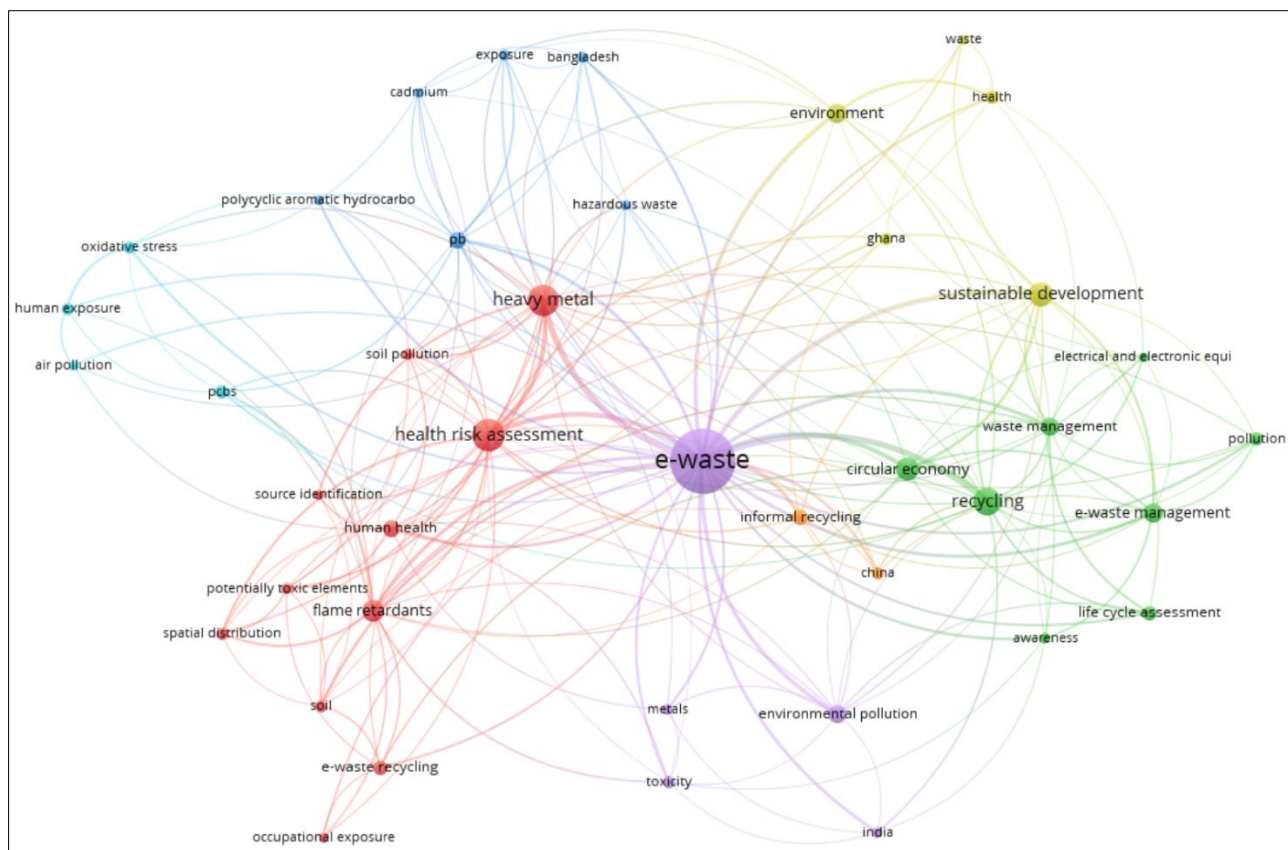 waste
exposure
bangladesh
cadmium
health
environment
polycyclic aromatic hydrocarbo
hazardous waste
oxidative stress
pb
ghana
heavy metal
sustainable development
human exposure
soil pollution
electrical and electronic equi
air pollution
pcbs
waste management
health risk assessment
pollution
e-waste
circular economy
source identification
recycling
informal recycling
e-waste management
human health
china
potentially toxic elements
flame retardants
life cycle assessment
spatial distribution
awareness
soil
metals
environmental pollution
e-waste recycling
toxicity
india
occupational exposure